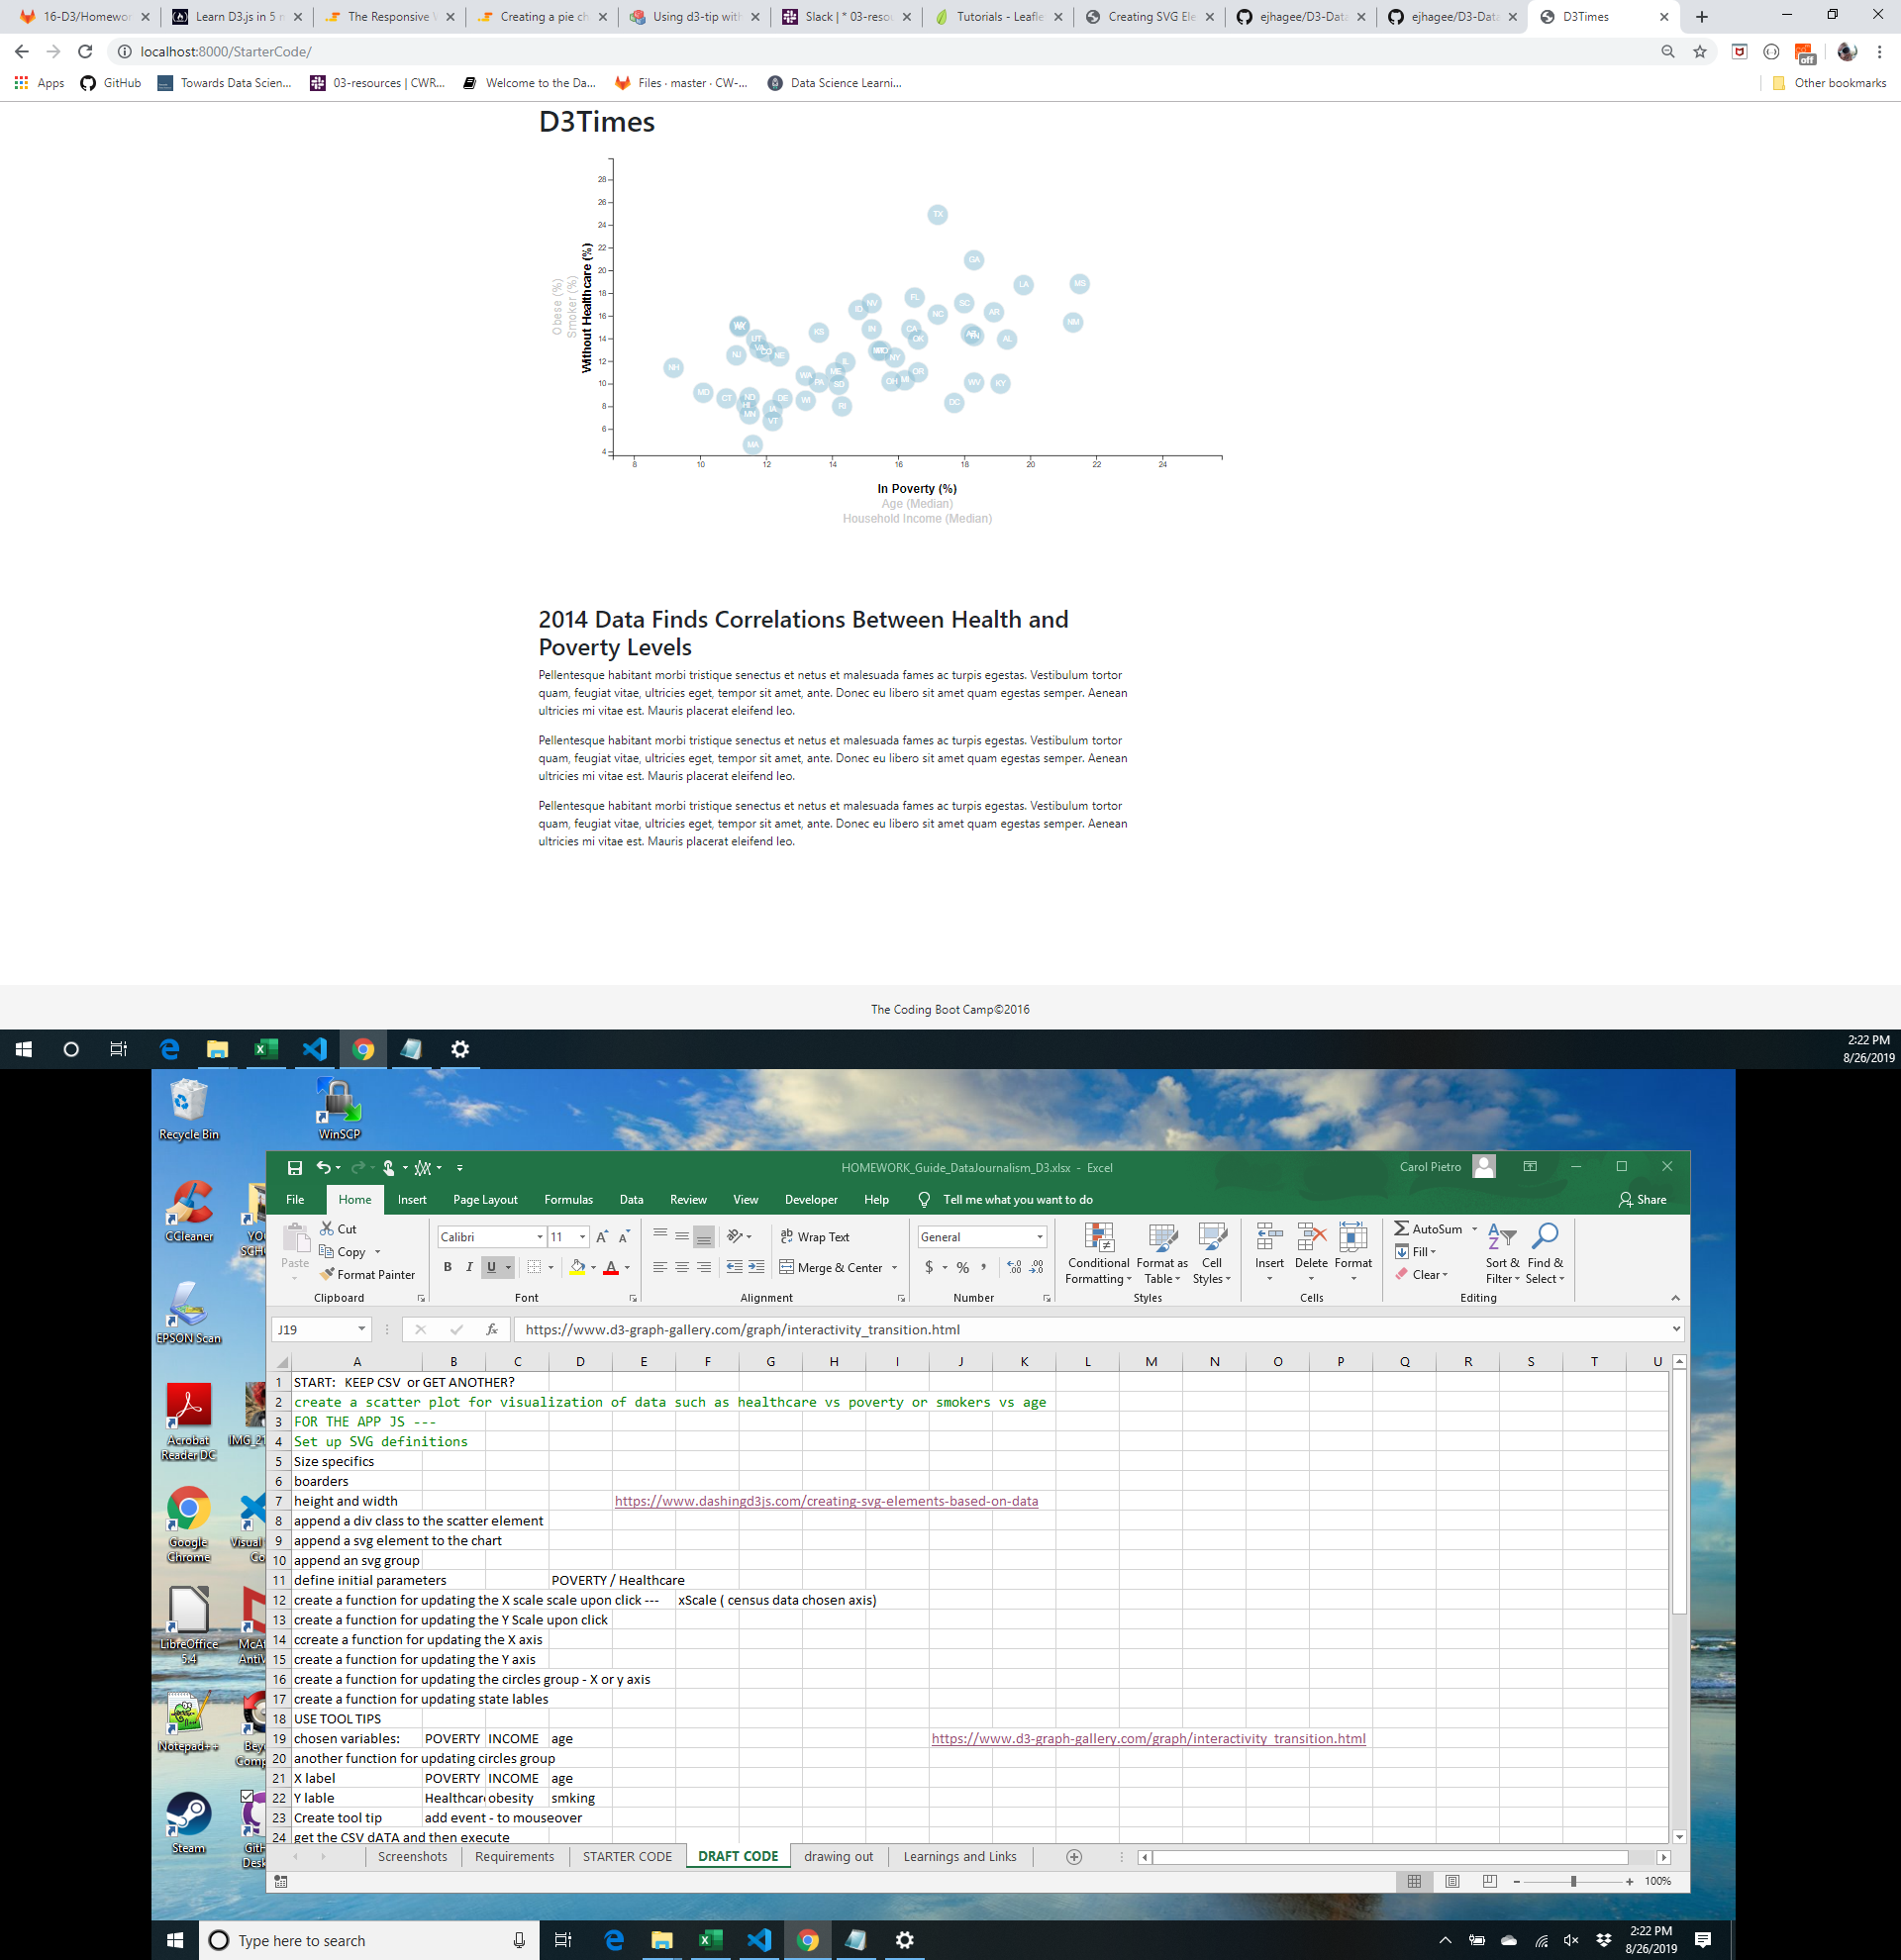 16-D3/Homewor
Learn D3.js in 5 m
The Responsive W
Creating a pie ch
Using d3-tip with
Slack | * 03-resou
Tutorials - Leafle
Creating SVG Ele
ejhagee/D3-Data
ejhagee/D3-Data
D3Times
localhost:8000/StarterCode/
off
Apps
GitHub
Towards Data Scien...
03-resources | CWR...
Welcome to the Da...
Files · master · CW-...
Data Science Learni...
Other bookmarks
D3Times
28
26
24
22
20
18
16
14
12
10
8
6
4
Obese (%)
Smoker (%)
Without Healthcare (%)
TX
GA
LA
MS
FL
SC
NV
ID
NC
AR
NM
KS
IN
CA
OK
AL
UT
CO
NJ
NE
NY
IL
NH
WA
ME
OR
PA
SD
OH
MI
WV
KY
MD
CT
ND
DE
WI
RI
DC
HI
IA
MN
VT
MA
8
10
12
14
16
18
20
22
24
In Poverty (%)
Age (Median)
Household Income (Median)
2014 Data Finds Correlations Between Health and
Poverty Levels
Pellentesque habitant morbi tristique senectus et netus et malesuada fames ac turpis egestas. Vestibulum tortor
quam, feugiat vitae, ultricies eget, tempor sit amet, ante. Donec eu libero sit amet quam egestas semper. Aenean
ultricies mi vitae est. Mauris placerat eleifend leo.
Pellentesque habitant morbi tristique senectus et netus et malesuada fames ac turpis egestas. Vestibulum tortor
quam, feugiat vitae, ultricies eget, tempor sit amet, ante. Donec eu libero sit amet quam egestas semper. Aenean
ultricies mi vitae est. Mauris placerat eleifend leo.
Pellentesque habitant morbi tristique senectus et netus et malesuada fames ac turpis egestas. Vestibulum tortor
quam, feugiat vitae, ultricies eget, tempor sit amet, ante. Donec eu libero sit amet quam egestas semper. Aenean
ultricies mi vitae est. Mauris placerat eleifend leo.
The Coding Boot Camp©2016
2:22 PM
8/26/2019
Recycle Bin
WinSCP
CCleaner
EPSON Scan
Acrobat
Reader DC
Google
Chrome
Visual
Co
LibreOffice
5.4
McAf
AntiV
Notepad++
Bey
Comp
Steam
GitH
Desk
HOMEWORK_Guide_DataJournalism_D3.xlsx - Excel
Carol Pietro
File
Home
Insert
Page Layout
Formulas
Data
Review
View
Developer
Help
Tell me what you want to do
Share
Paste
Cut
Copy
Format Painter
Clipboard
Calibri
11
B I U
Font
Wrap Text
Merge & Center
Alignment
General
$ % ,
Number
Conditional
Formatting
Format as
Table
Cell
Styles
Styles
Insert
Delete
Format
Cells
AutoSum
Fill
Clear
Sort &
Filter
Find &
Select
Editing
J19
fx
https://www.d3-graph-gallery.com/graph/interactivity_transition.html
A B C D E F G H I J K L M N O P Q R S T U
1 START: KEEP CSV or GET ANOTHER?
2 create a scatter plot for visualization of data such as healthcare vs poverty or smokers vs age
3 FOR THE APP JS ---
4 Set up SVG definitions
5 Size specifics
6 boarders
7 height and width https://www.dashingd3js.com/creating-svg-elements-based-on-data
8 append a div class to the scatter element
9 append a svg element to the chart
10 append an svg group
11 define initial parameters POVERTY / Healthcare
12 create a function for updating the X scale scale upon click --- xScale ( census data chosen axis)
13 create a function for updating the Y Scale upon click
14 ccreate a function for updating the X axis
15 create a function for updating the Y axis
16 create a function for updating the circles group - X or y axis
17 create a function for updating state lables
18 USE TOOL TIPS
19 chosen variables: POVERTY INCOME age https://www.d3-graph-gallery.com/graph/interactivity_transition.html
20 another function for updating circles group
21 X label POVERTY INCOME age
22 Y lable Healthcar obesity smking
23 Create tool tip add event - to mouseover
24 get the CSV dATA and then execute
Screenshots
Requirements
STARTER CODE
DRAFT CODE
drawing out
Learnings and Links
100%
Type here to search
2:22 PM
8/26/2019